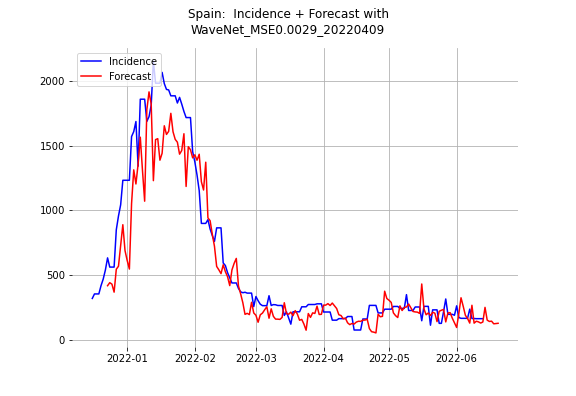 Spain:  Incidence + Forecast with
WaveNet_MSE0.0029_20220409
Incidence
Forecast
2000
1500
1000
500
0
2022-01
2022-02
2022-03
2022-04
2022-05
2022-06